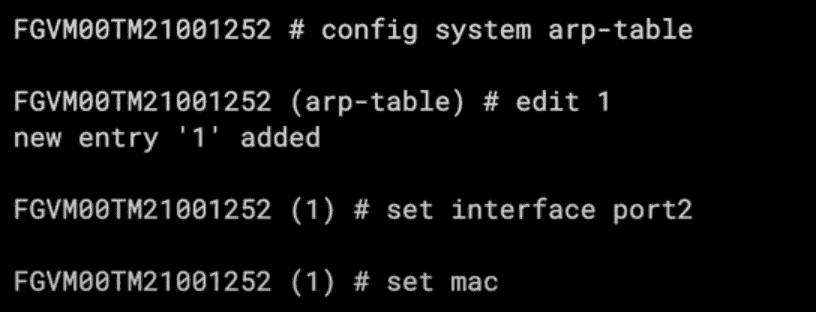 FGVM00TM21001252 # config system arp-table
FGVM00TM21001252 (arp-table) # edit 1
new entry '1' added
FGVM00TM21001252 (1) # set interface port2
FGVM00TM21001252 (1) # set mac